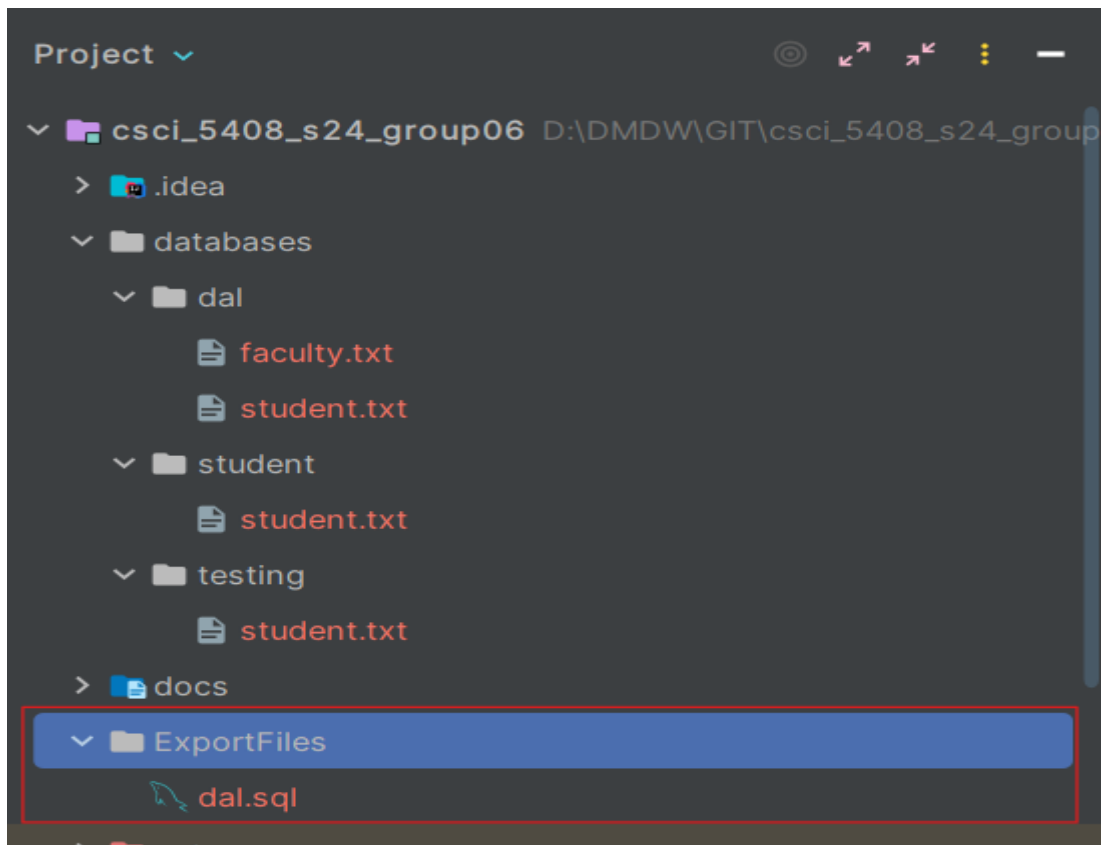 Project
csci_5408_s24_group06 D:\DMDW\GIT\csci_5408_s24_group
.idea
databases
dal
faculty.txt
student.txt
student
student.txt
testing
student.txt
docs
ExportFiles
dal.sql